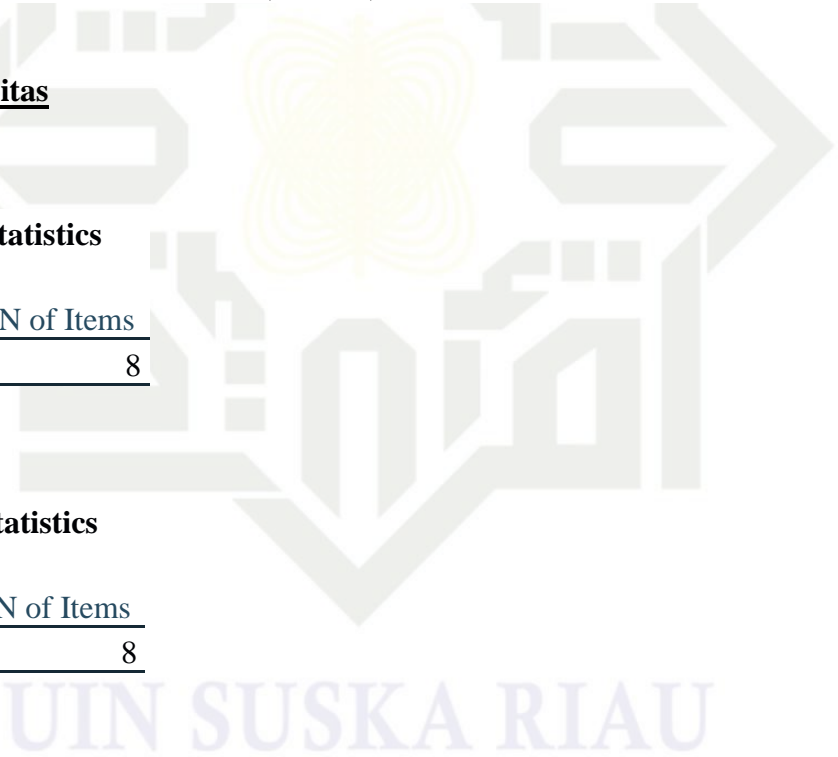 itas
tatistics
N of Items
8
tatistics
N of Items
8
UIN SUSKA RIAU